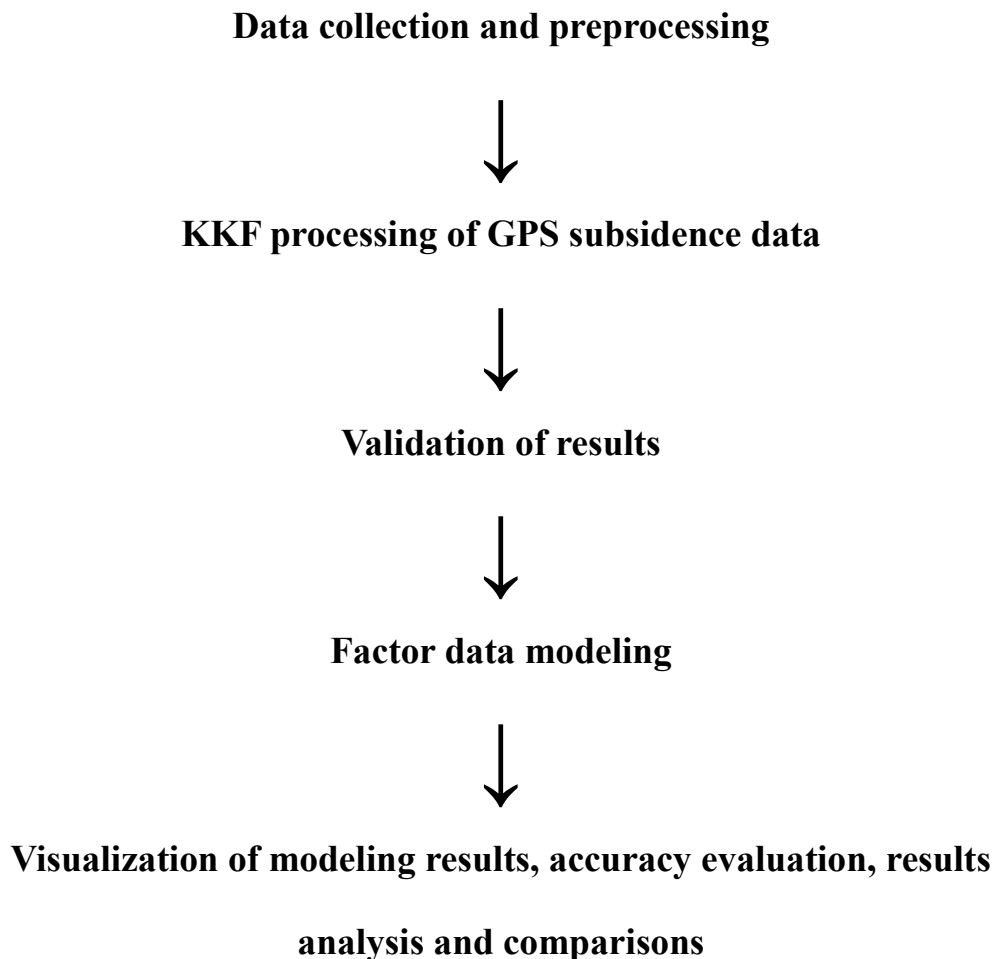 Data collection and preprocessing
KKF processing of GPS subsidence data
Validation of results
Factor data modeling
Visualization of modeling results, accuracy evaluation, results
analysis and comparisons